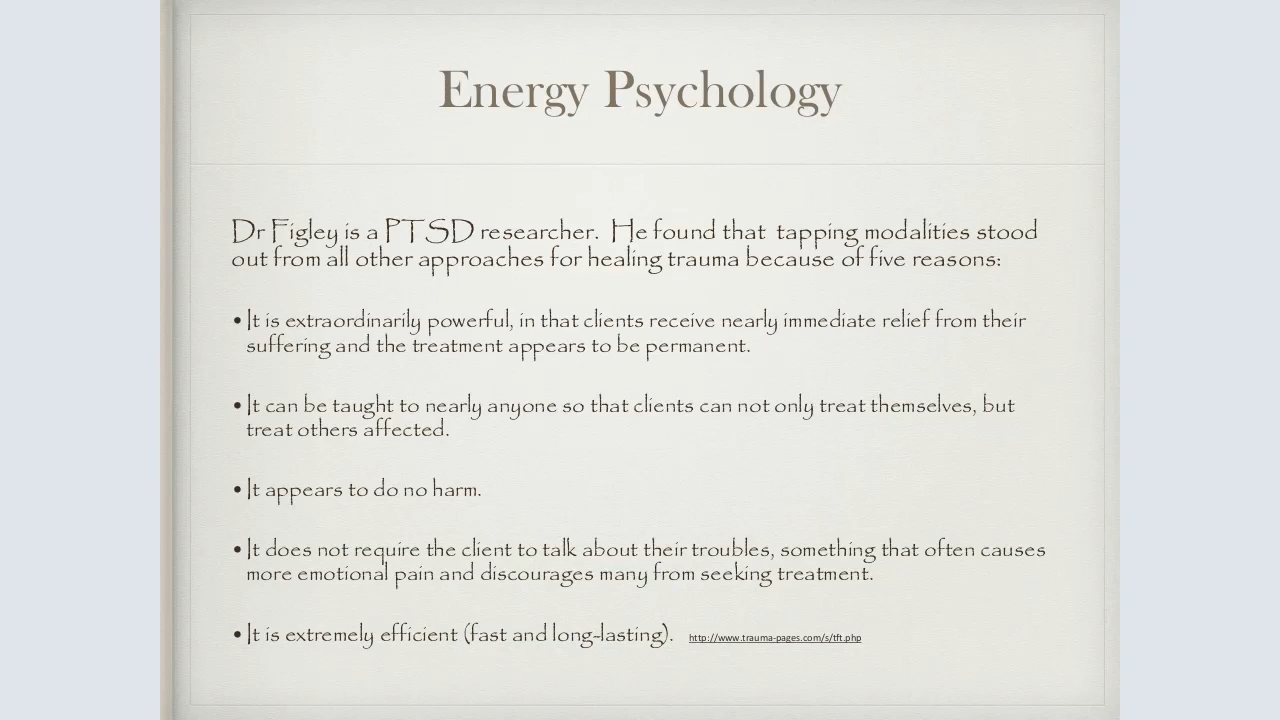 Energy Psychology
Dr Figley is a PTSD researcher. He found that tapping modalities stood
out from all other approaches for healing trauma because of five reasons:
• It is extraordinarily powerful, in that clients receive nearly immediate relief from their
suffering and the treatment appears to be permanent.
• It can be taught to nearly anyone so that clients can not only treat themselves, but
treat others affected.
• It appears to do no harm.
• It does not require the client to talk about their troubles, something that often causes
more emotional pain and discourages many from seeking treatment.
• It is extremely efficient (fast and long-lasting). http://www.trauma-pages.com/s/tft.php